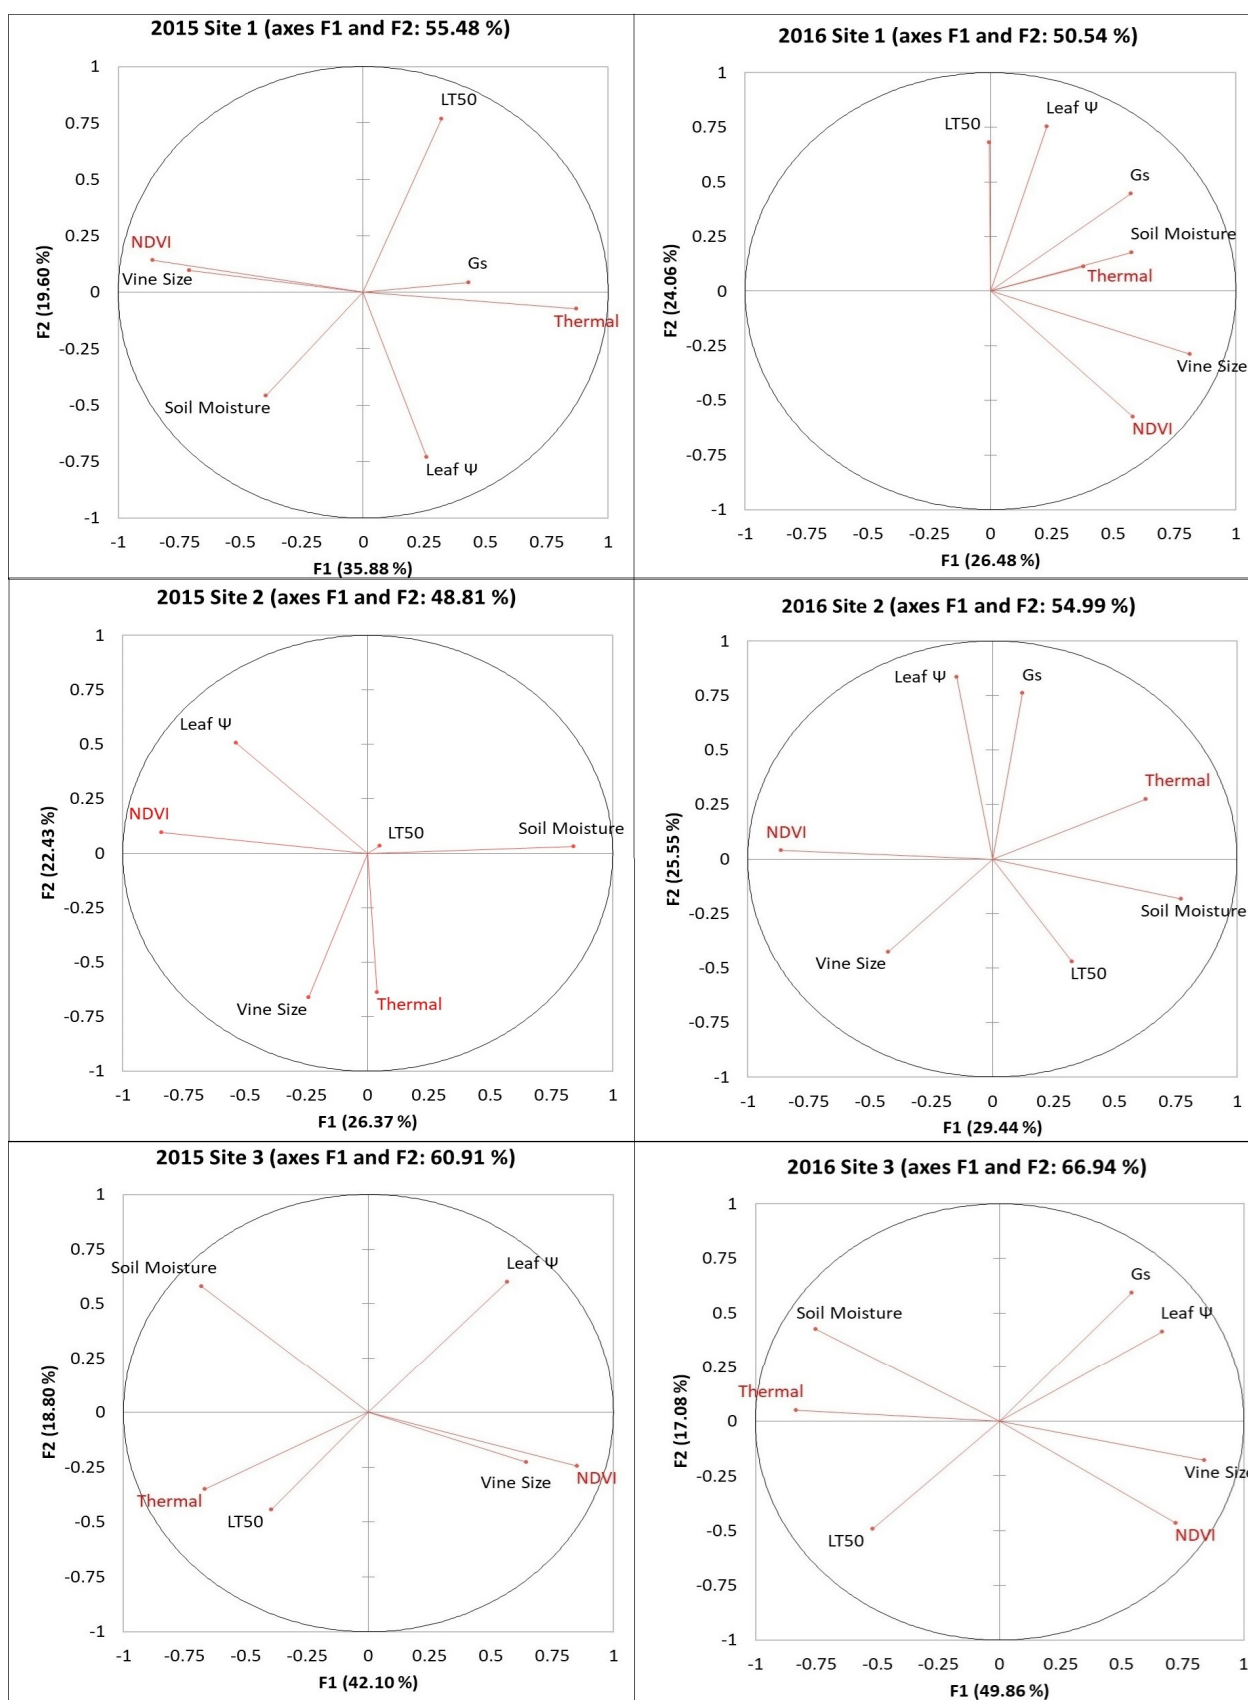 2015 Site 1 (axes F1 and F2: 55.48 %)
1
LT50
0.75
0.5
0.25
NDVI
Vine Size
Gs
0
Thermal
F2 (19.60 %)
-0.25
Soil Moisture
-0.5
Leaf Ψ
-0.75
-1
-1 -0.75 -0.5 -0.25 0 0.25 0.5 0.75 1
F1 (35.88 %)
2016 Site 1 (axes F1 and F2: 50.54 %)
1
LT50
Leaf Ψ
0.75
Gs
0.5
Soil Moisture
0.25
Thermal
0
F2 (24.06 %)
-0.25
Vine Size
NDVI
-0.5
-0.75
-1
-1 -0.75 -0.5 -0.25 0 0.25 0.5 0.75 1
F1 (26.48 %)
2015 Site 2 (axes F1 and F2: 48.81 %)
1
0.75
Leaf Ψ
0.5
0.25
NDVI
LT50
Soil Moisture
0
F2 (22.43 %)
-0.25
-0.5
Vine Size
Thermal
-0.75
-1
-1 -0.75 -0.5 -0.25 0 0.25 0.5 0.75 1
F1 (26.37 %)
2016 Site 2 (axes F1 and F2: 54.99 %)
1
Leaf Ψ
Gs
0.75
0.5
Thermal
0.25
NDVI
0
F2 (25.55 %)
Soil Moisture
-0.25
Vine Size
LT50
-0.5
-0.75
-1
-1 -0.75 -0.5 -0.25 0 0.25 0.5 0.75 1
F1 (29.44 %)
2015 Site 3 (axes F1 and F2: 60.91 %)
1
0.75
Soil Moisture
Leaf Ψ
0.5
0.25
0
F2 (18.80 %)
-0.25
Vine Size
NDVI
Thermal
LT50
-0.5
-0.75
-1
-1 -0.75 -0.5 -0.25 0 0.25 0.5 0.75 1
F1 (42.10 %)
2016 Site 3 (axes F1 and F2: 66.94 %)
1
0.75
Gs
Soil Moisture
Leaf Ψ
0.5
0.25
Thermal
0
F2 (17.08 %)
-0.25
Vine Size
NDVI
LT50
-0.5
-0.75
-1
-1 -0.75 -0.5 -0.25 0 0.25 0.5 0.75 1
F1 (49.86 %)